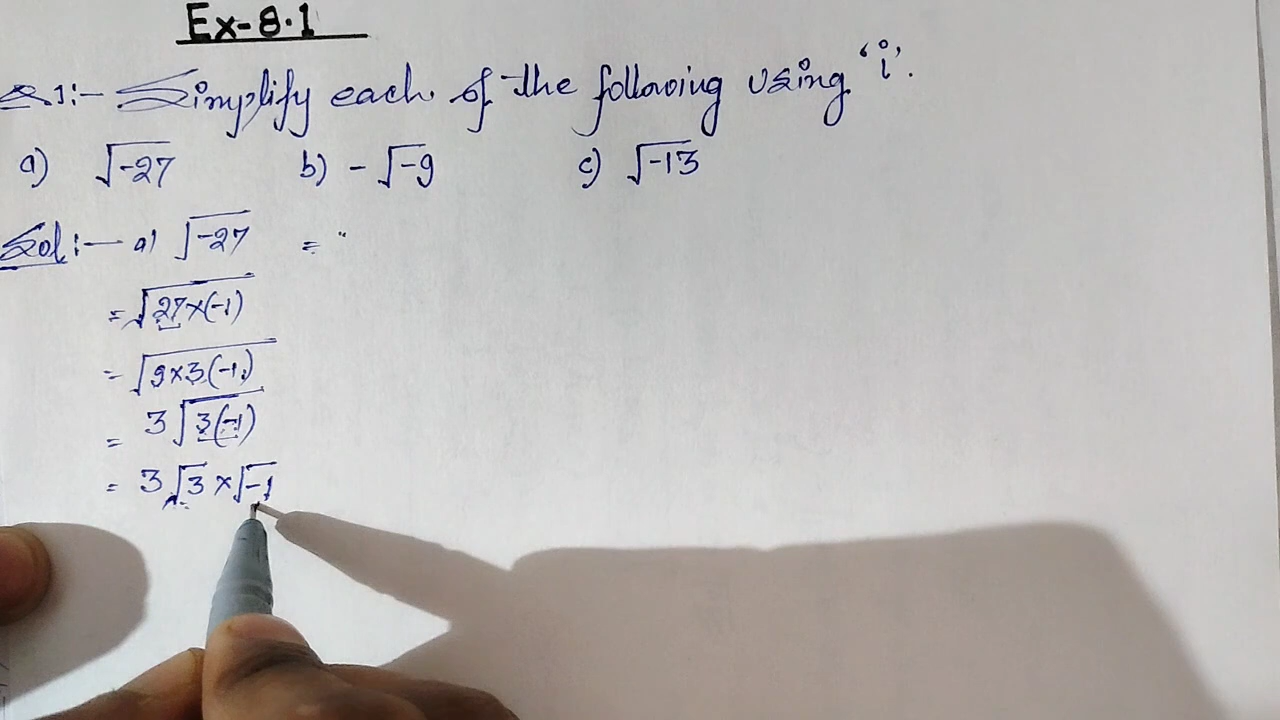 Ex-8.1
Q1:- Simplify each of the following using 'i'.
a) √-27 b) -√-9 c) √-13
Sol:- a) √-27 =
= √27×(-1)
= √9×3(-1)
= 3√3(-1)
= 3√3×√-1